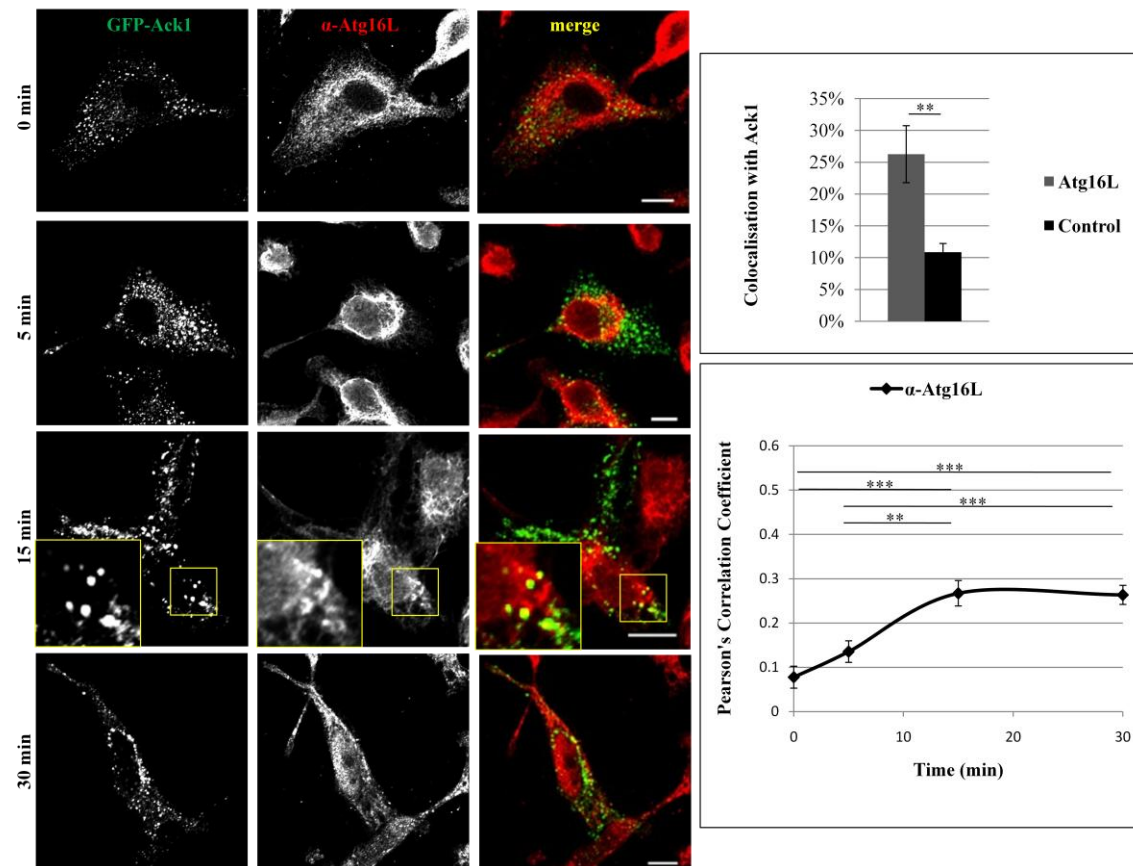 GFP-Ack1
α-Atg16L
merge
0 min
5 min
15 min
30 min
Colocalisation with Ack1
35%
30%
25%
20%
15%
10%
5%
0%
**
Atg16L
Control
α-Atg16L
Pearson's Correlation Coefficient
0.6
0.5
0.4
0.3
0.2
0.1
0
***
***
***
**
0
10
20
30
Time (min)